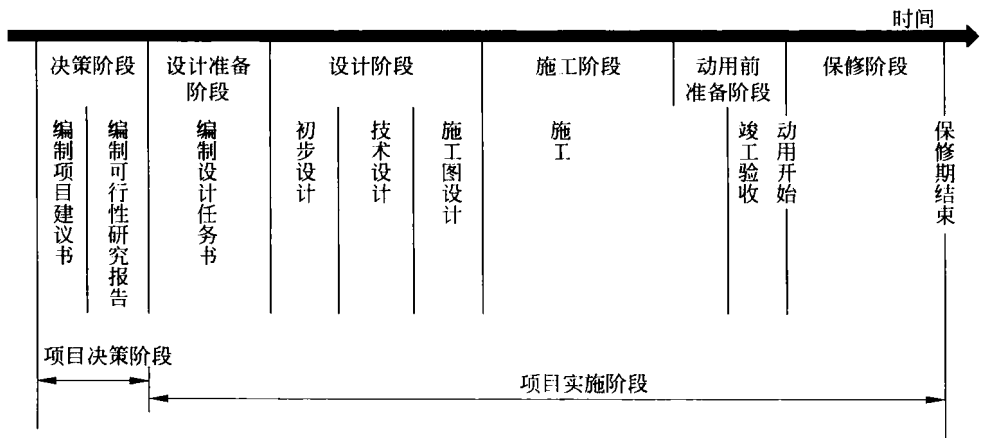 时间
决策阶段
设计准备
阶段
设计阶段
施工阶段
动用前
准备阶段
保修阶段
编制项目建议书
编制可行性研究报告
编制设计任务书
初步设计
技术设计
施工图设计
施工
竣工验收
动用开始
保修期结束
项目决策阶段
项目实施阶段